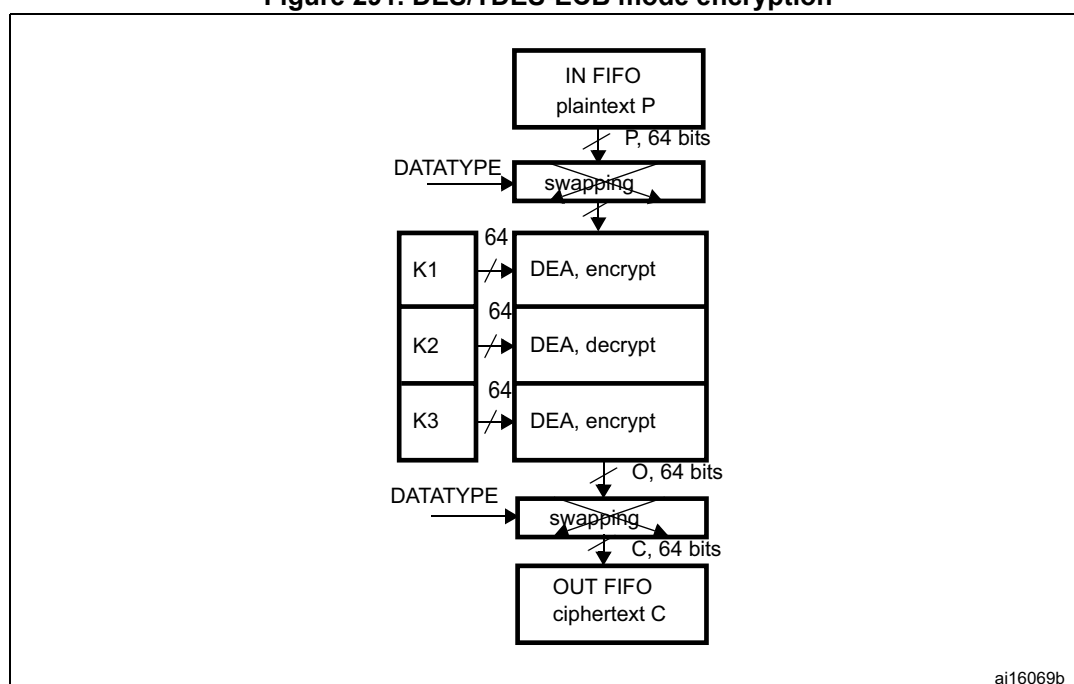 IN FIFO
plaintext P
P, 64 bits
DATATYPE
swapping
64
K1
DEA, encrypt
64
K2
DEA, decrypt
64
K3
DEA, encrypt
O, 64 bits
DATATYPE
swapping
C, 64 bits
OUT FIFO
ciphertext C
ai16069b